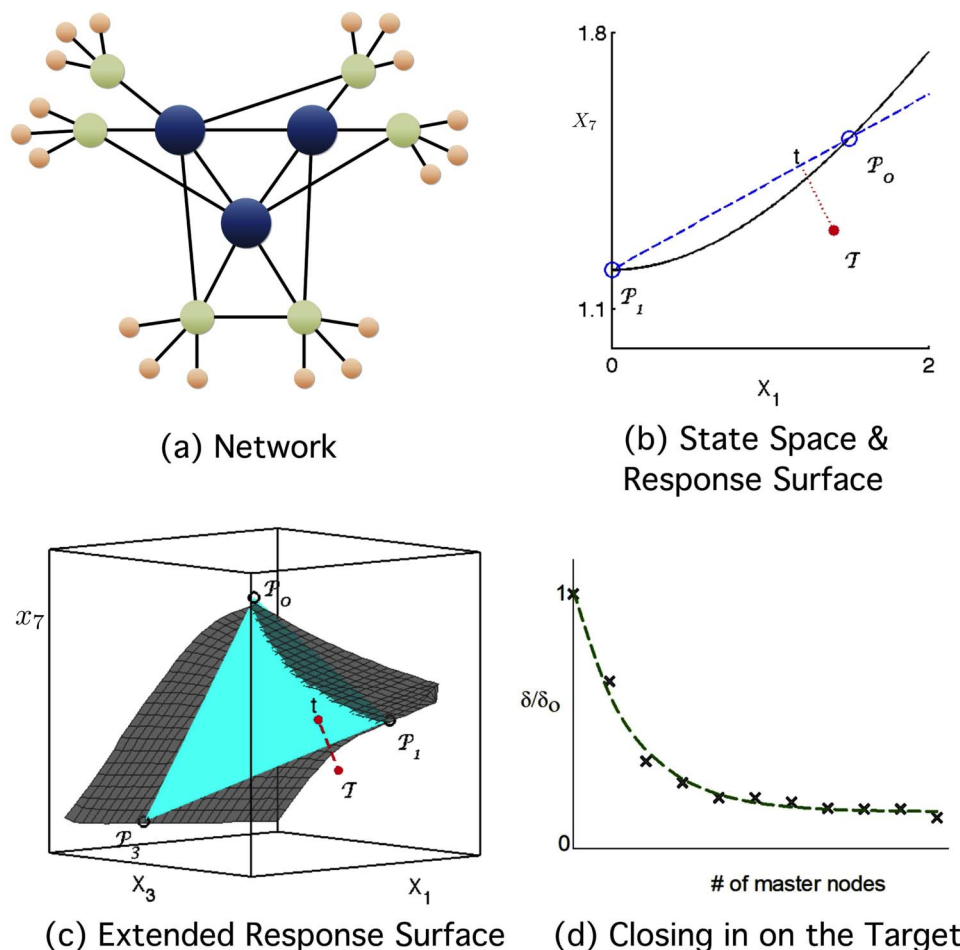 (a) Network
1.8
X₇
t
𝒫ₒ
𝒯
𝒫₁
1.1
0
2
X₁
(b) State Space &
Response Surface
x₇
𝒫ₒ
t
𝒫₁
𝒯
𝒫₃
X₃
X₁
(c) Extended Response Surface
1
δ/δ₀
0
# of master nodes
(d) Closing in on the Target